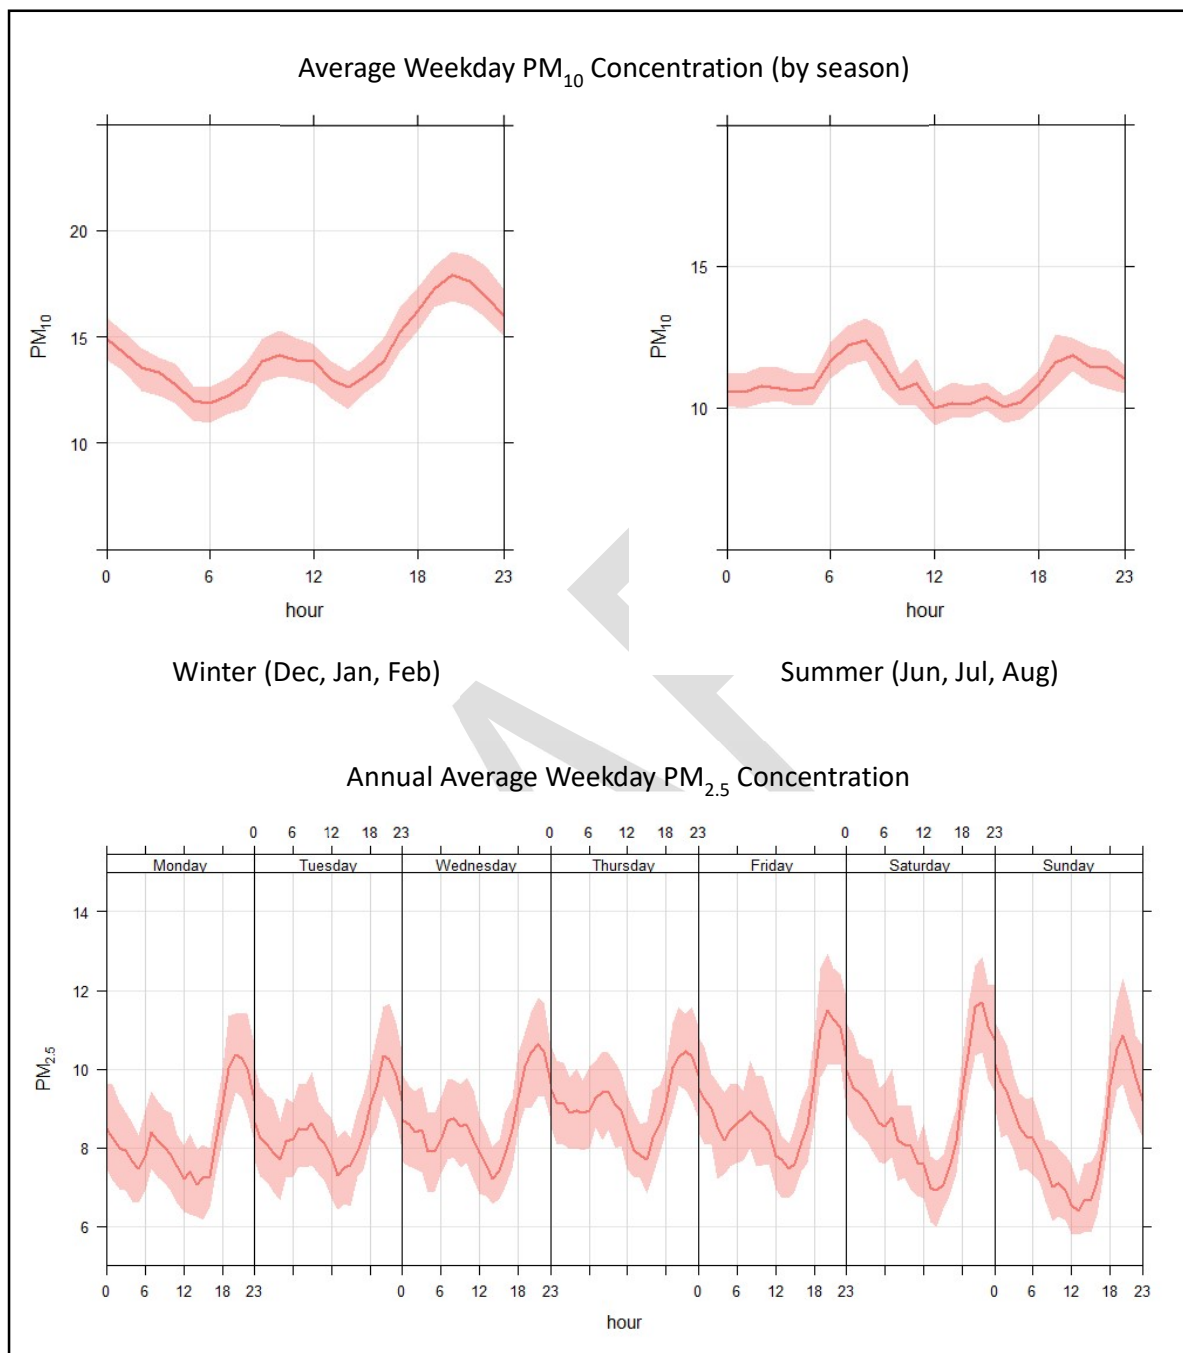 Average Weekday PM10 Concentration (by season)
20
15
10
PM10
0 6 12 18 23
hour
Winter (Dec, Jan, Feb)
15
10
PM10
0 6 12 18 23
hour
Summer (Jun, Jul, Aug)
Annual Average Weekday PM2.5 Concentration
0 6 12 18 23 0 6 12 18 23 0 6 12 18 23
Monday Tuesday Wednesday Thursday Friday Saturday Sunday
14
12
10
8
6
PM2.5
0 6 12 18 23 0 6 12 18 23 0 6 12 18 23 0 6 12 18 23
hour